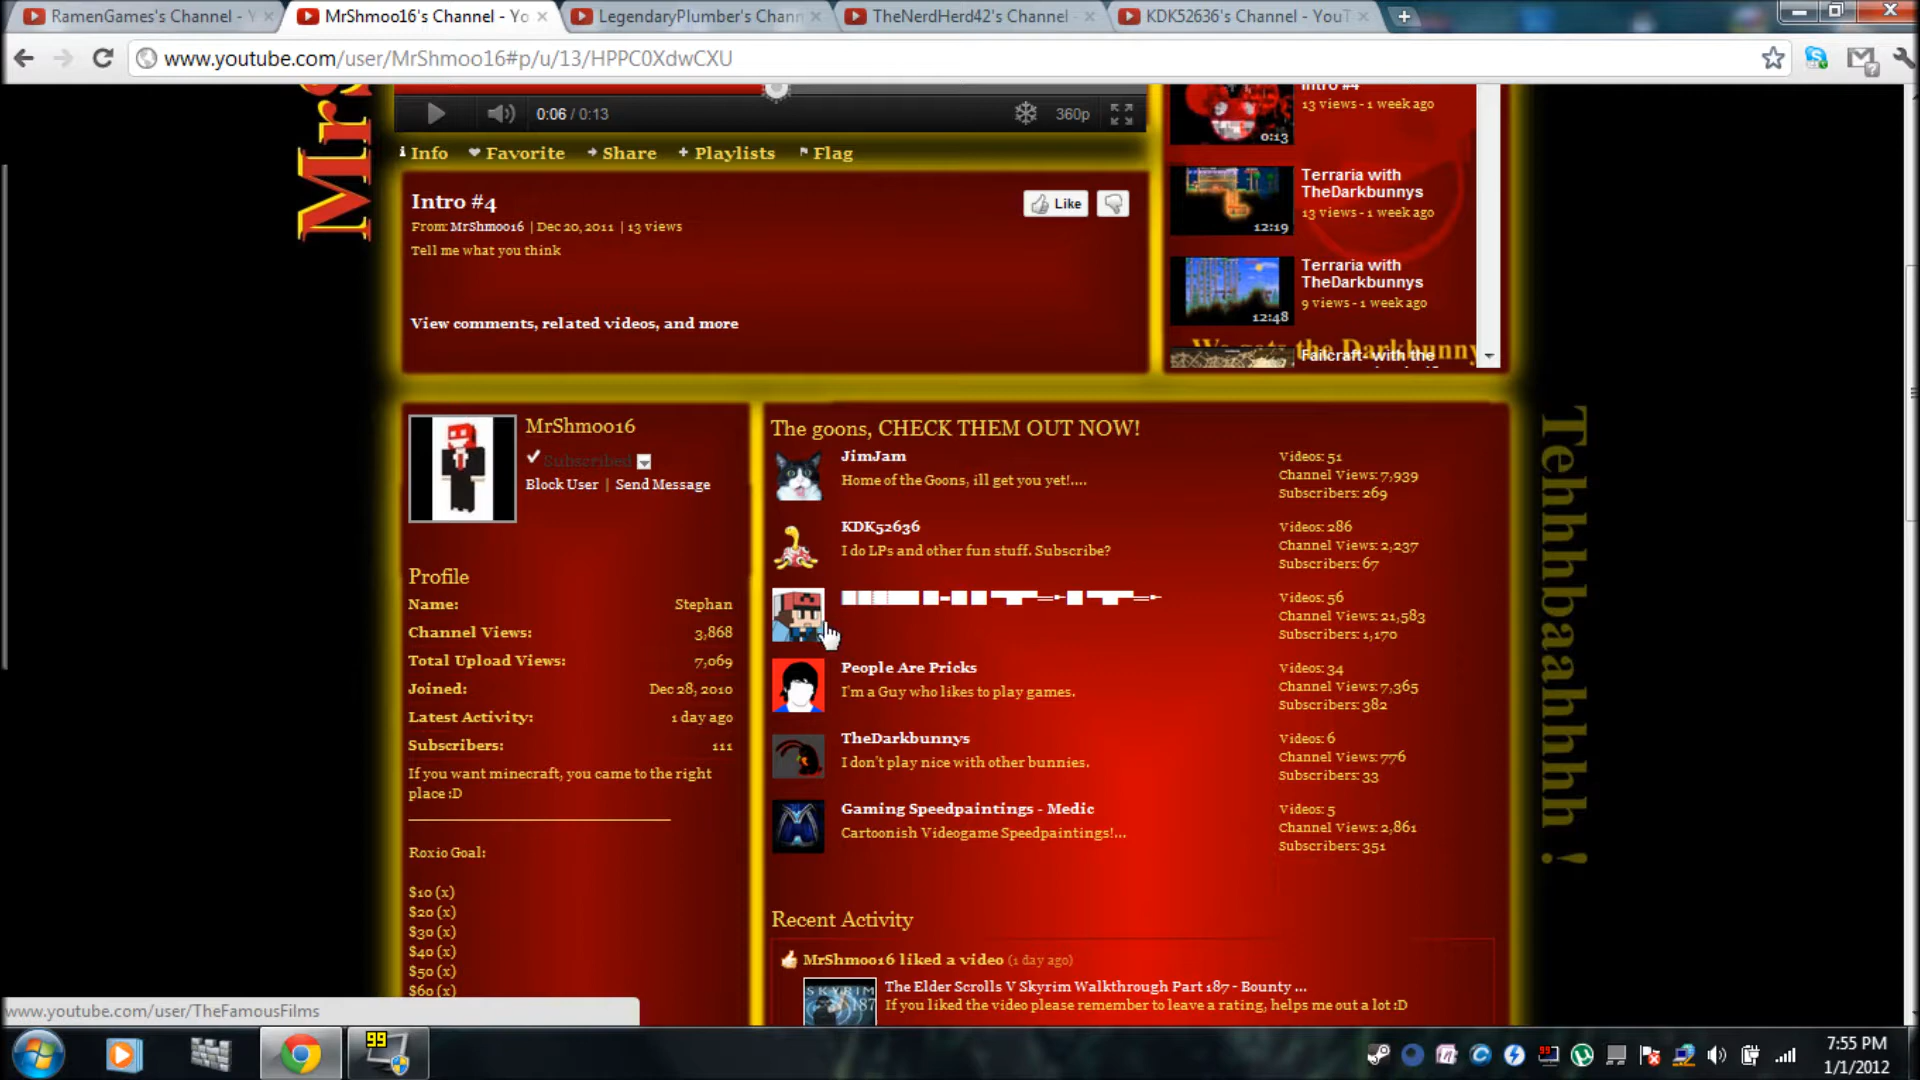 RamenGames's Channel - Y
MrShmoo16's Channel - Yo
LegendaryPlumber's Chann
TheNerdHerd42's Channel -
KDK52636's Channel - YouT
www.youtube.com/user/MrShmoo16#p/u/13/HPPC0XdwCXU
0:06 / 0:13
360p
Info
Favorite
Share
Playlists
Flag
Intro #4
Like
From: MrShmoo16 | Dec 20, 2011 | 13 views
Tell me what you think
View comments, related videos, and more
Intro #4
13 views - 1 week ago
0:13
Terraria with
TheDarkbunnys
13 views - 1 week ago
12:19
Terraria with
TheDarkbunnys
9 views - 1 week ago
12:48
the Darkbunny
Failcraft- with the
MrShmoo16
Subscribed
Block User | Send Message
Profile
Name: Stephan
Channel Views: 3,868
Total Upload Views: 7,069
Joined: Dec 28, 2010
Latest Activity: 1 day ago
Subscribers: 111
If you want minecraft, you came to the right
place :D
Roxio Goal:
$10 (x)
$20 (x)
$30 (x)
$40 (x)
$50 (x)
$60 (x)
The goons, CHECK THEM OUT NOW!
JimJam
Home of the Goons, ill get you yet!....
Videos: 51
Channel Views: 7,939
Subscribers: 269
KDK52636
I do LPs and other fun stuff. Subscribe?
Videos: 286
Channel Views: 2,237
Subscribers: 67
Videos: 56
Channel Views: 21,583
Subscribers: 1,170
People Are Pricks
I'm a Guy who likes to play games.
Videos: 34
Channel Views: 7,365
Subscribers: 382
TheDarkbunnys
I don't play nice with other bunnies.
Videos: 6
Channel Views: 776
Subscribers: 33
Gaming Speedpaintings - Medic
Cartoonish Videogame Speedpaintings!...
Videos: 5
Channel Views: 2,861
Subscribers: 351
Recent Activity
MrShmoo16 liked a video (1 day ago)
SKYRIM
187
The Elder Scrolls V Skyrim Walkthrough Part 187 - Bounty ...
If you liked the video please remember to leave a rating, helps me out a lot :D
Tehhhbaahhhh !
www.youtube.com/user/TheFamousFilms
99
99
7:55 PM
1/1/2012